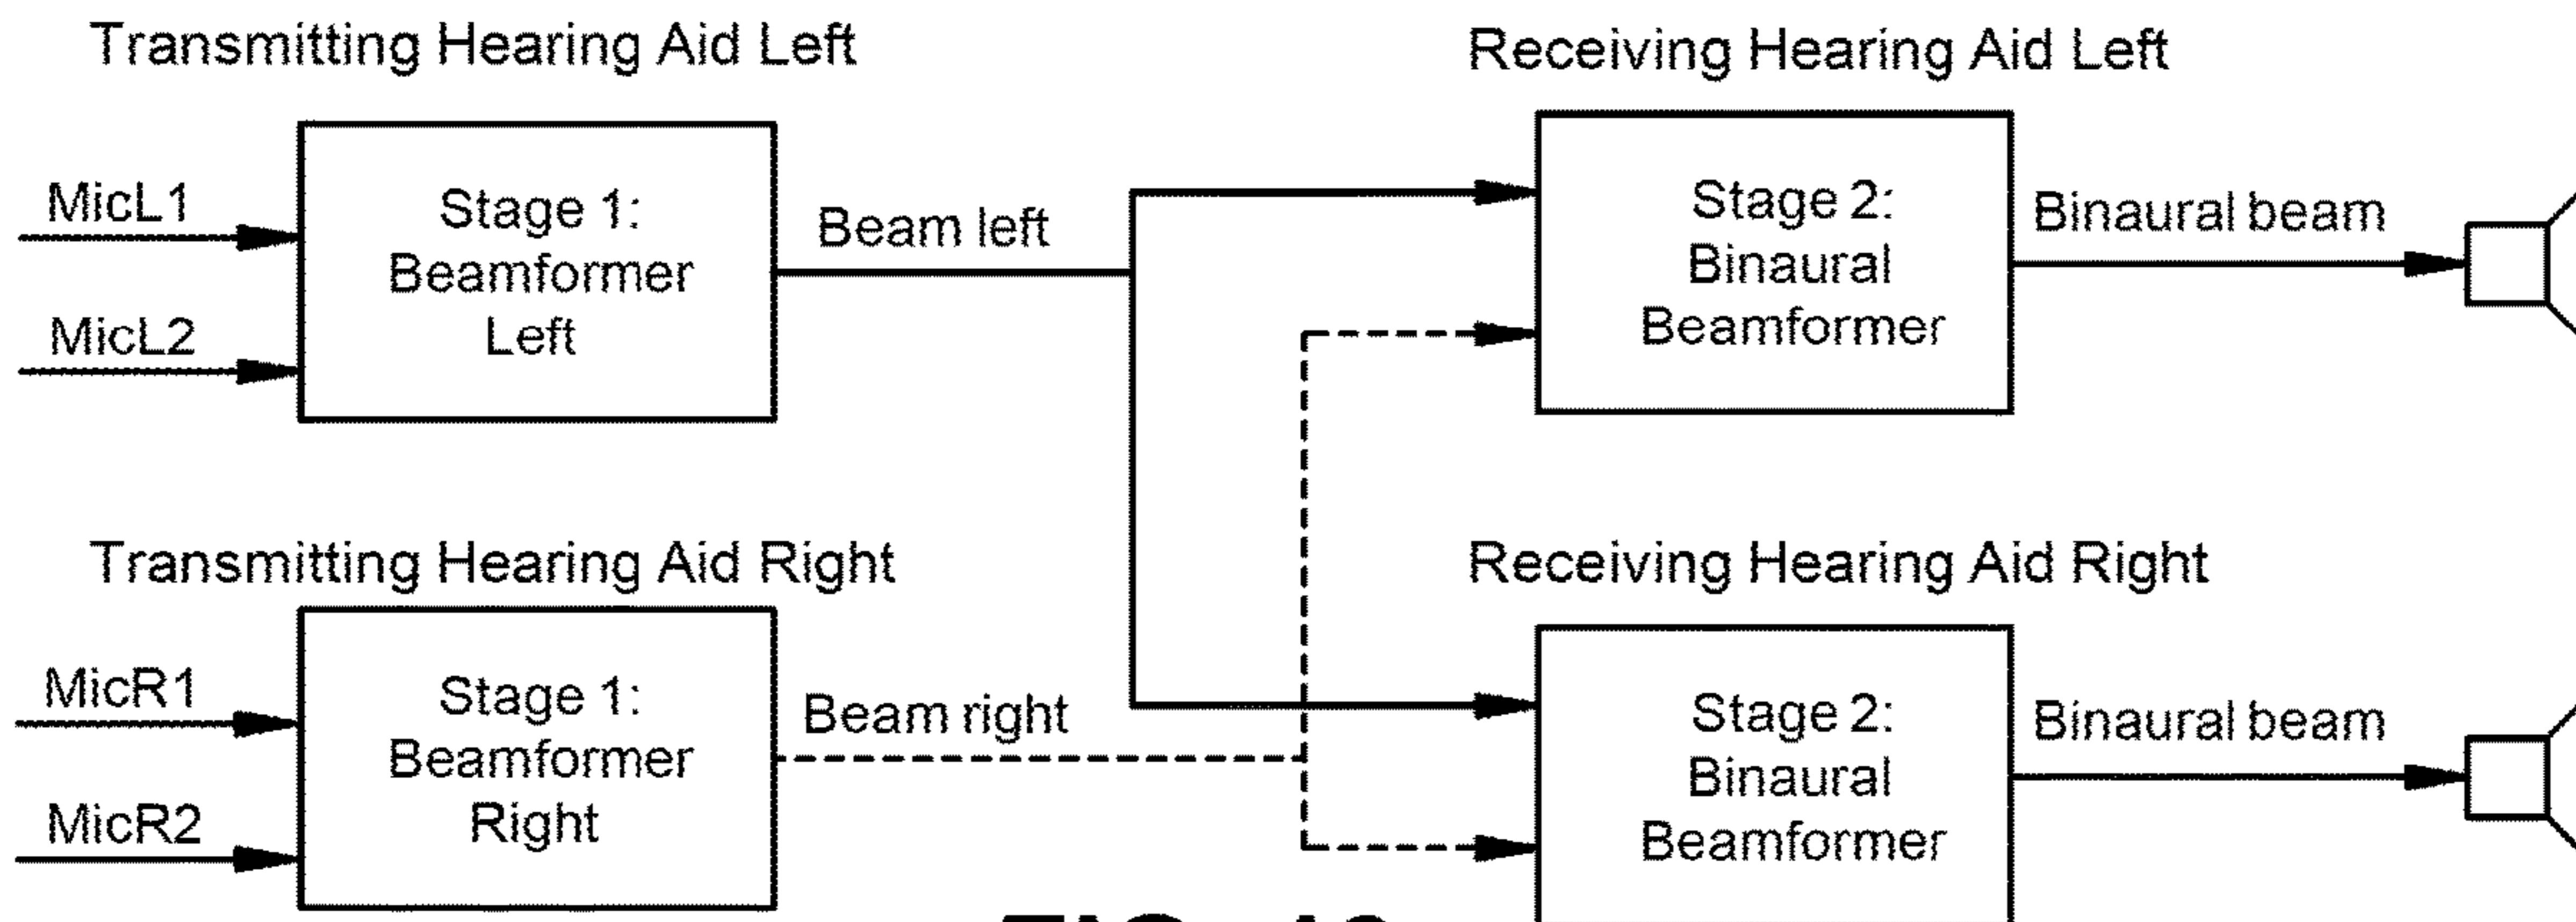 Transmitting Hearing Aid Left
MicL1
MicL2
Stage 1:
Beamformer
Left
Beam left
Receiving Hearing Aid Left
Stage 2:
Binaural
Beamformer
Binaural beam
Transmitting Hearing Aid Right
MicR1
MicR2
Stage 1:
Beamformer
Right
Beam right
Receiving Hearing Aid Right
Stage 2:
Binaural
Beamformer
Binaural beam